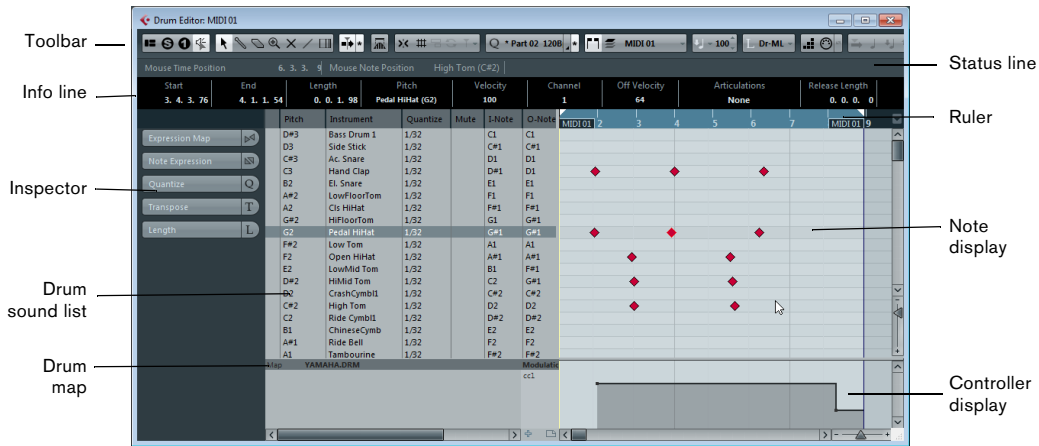 Drum Editor: MIDI 01
Toolbar
Q * Part 02 120B MIDI 01 100 Dr-ML
Status line
Mouse Time Position 6. 3. 3. 9 Mouse Note Position High Tom (C#2)
Info line
Start End Length Pitch Velocity Channel Off Velocity Articulations Release Length
3. 4. 3. 76 4. 1. 1. 54 0. 0. 1. 98 Pedal HiHat (G2) 100 1 64 None 0. 0. 0. 0
Ruler
Pitch Instrument Quantize Mute I-Note O-Note MIDI 01 2 3 4 5 6 7 MIDI 01 9
Inspector
Expression Map
Note Expression
Quantize Q
Transpose T
Length L
D#3 Bass Drum 1 1/32 C1 C1
D3 Side Stick 1/32 C#1 C#1
C#3 Ac. Snare 1/32 D1 D1
C3 Hand Clap 1/32 D#1 D1
B2 El. Snare 1/32 E1 E1
A#2 LowFloorTom 1/32 F1 F1
A2 Cls HiHat 1/32 F#1 F#1
G#2 HiFloorTom 1/32 G1 G#1
G2 Pedal HiHat 1/32 G#1 G#1
F#2 Low Tom 1/32 A1 A1
F2 Open HiHat 1/32 A#1 A#1
E2 LowMid Tom 1/32 B1 F#1
D#2 HiMid Tom 1/32 C2 G#1
D2 CrashCymbl1 1/32 C#2 C#2
C#2 High Tom 1/32 D2 D2
C2 Ride Cymbl1 1/32 D#2 D#2
B1 ChineseCymb 1/32 E2 E2
A#1 Ride Bell 1/32 F2 F2
A1 Tambourine 1/32 F#2 F#2
Note
display
Drum
sound list
Drum
map
Map YAMAHA.DRM
Modulatic
cc1
Controller
display